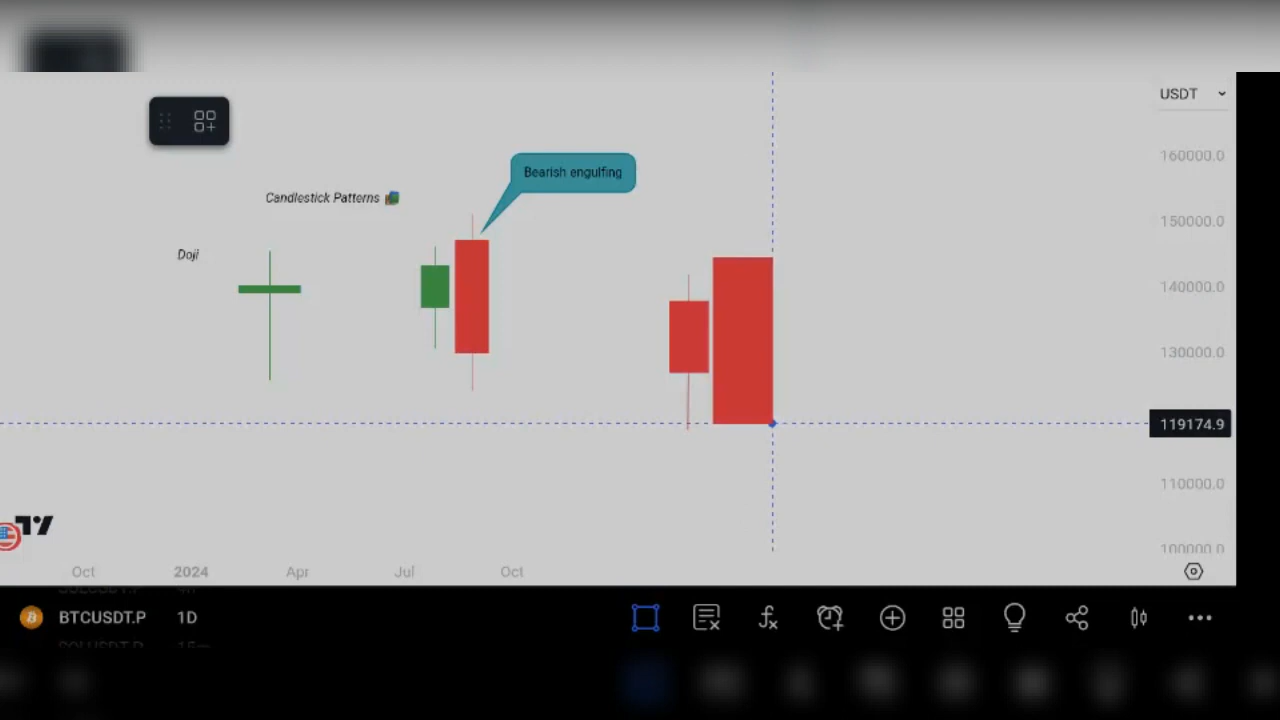 USDT
160000.0
Bearish engulfing
Candlestick Patterns
150000.0
Doji
140000.0
130000.0
119174.9
110000.0
100000.0
Oct 2024 Apr Jul Oct
BTCUSDT.P 1D